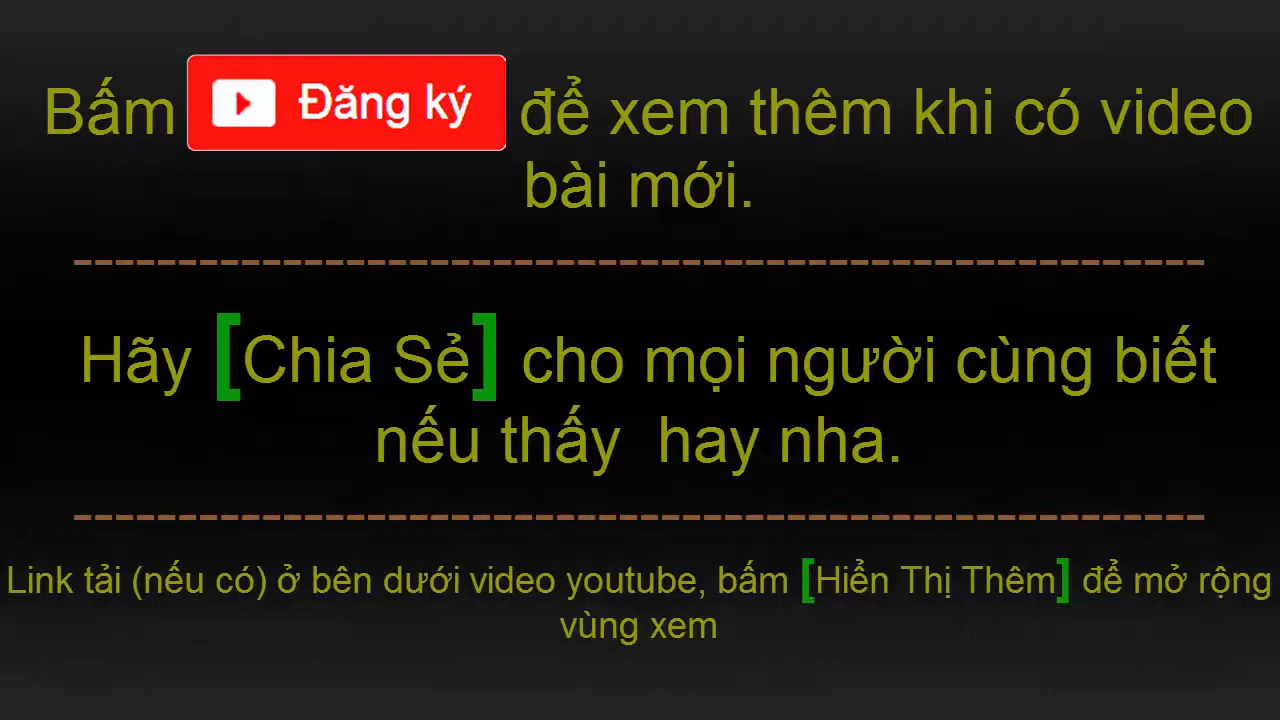 Bấm Đăng ký để xem thêm khi có video
bài mới.
------------------------------------------------------
Hãy [Chia Sẻ] cho mọi người cùng biết
nếu thấy hay nha.
------------------------------------------------------
Link tải (nếu có) ở bên dưới video youtube, bấm [Hiển Thị Thêm] để mở rộng
vùng xem